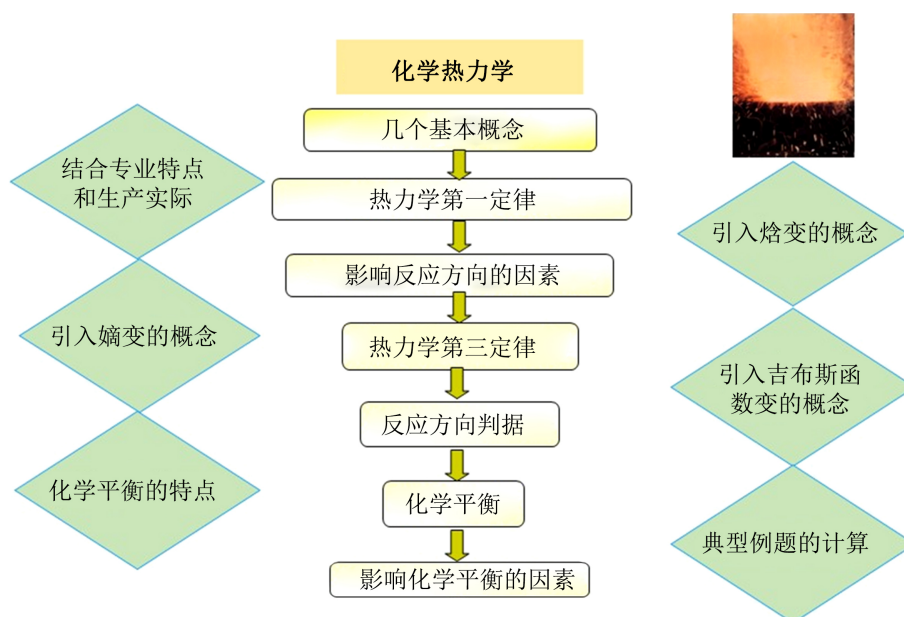 化学热力学
几个基本概念
结合专业特点
和生产实际
热力学第一定律
引入焓变的概念
影响反应方向的因素
引入嫡变的概念
热力学第三定律
引入吉布斯函
数变的概念
反应方向判据
化学平衡的特点
化学平衡
典型例题的计算
影响化学平衡的因素